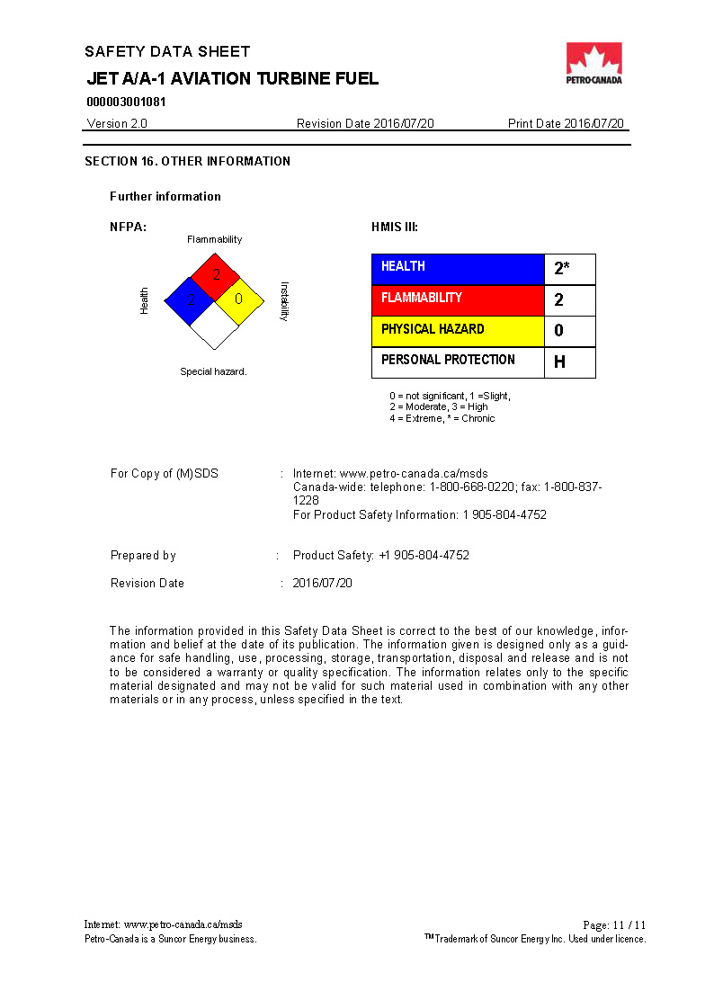 SAFETY DATA SHEET
JET A/A-1 AVIATION TURBINE FUEL
PETRO-CANADA
000003001081
Version 2.0 Revision Date 2016/07/20 Print Date 2016/07/20
SECTION 16. OTHER INFORMATION
Further information
NFPA:
Flammability
Health
2
2
0
Instability
Special hazard.
HMIS III:
HEALTH 2*
FLAMMABILITY 2
PHYSICAL HAZARD 0
PERSONAL PROTECTION H
0 = not significant, 1 =Slight,
2 = Moderate, 3 = High
4 = Extreme, * = Chronic
For Copy of (M)SDS : Internet: www.petro-canada.ca/msds
Canada-wide: telephone: 1-800-668-0220; fax: 1-800-837-
1228
For Product Safety Information: 1 905-804-4752
Prepared by : Product Safety: +1 905-804-4752
Revision Date : 2016/07/20
The information provided in this Safety Data Sheet is correct to the best of our knowledge, infor-
mation and belief at the date of its publication. The information given is designed only as a guid-
ance for safe handling, use, processing, storage, transportation, disposal and release and is not
to be considered a warranty or quality specification. The information relates only to the specific
material designated and may not be valid for such material used in combination with any other
materials or in any process, unless specified in the text.
Internet: www.petro-canada.ca/msds Page: 11 / 11
Petro-Canada is a Suncor Energy business. TMTrademark of Suncor Energy Inc. Used under licence.